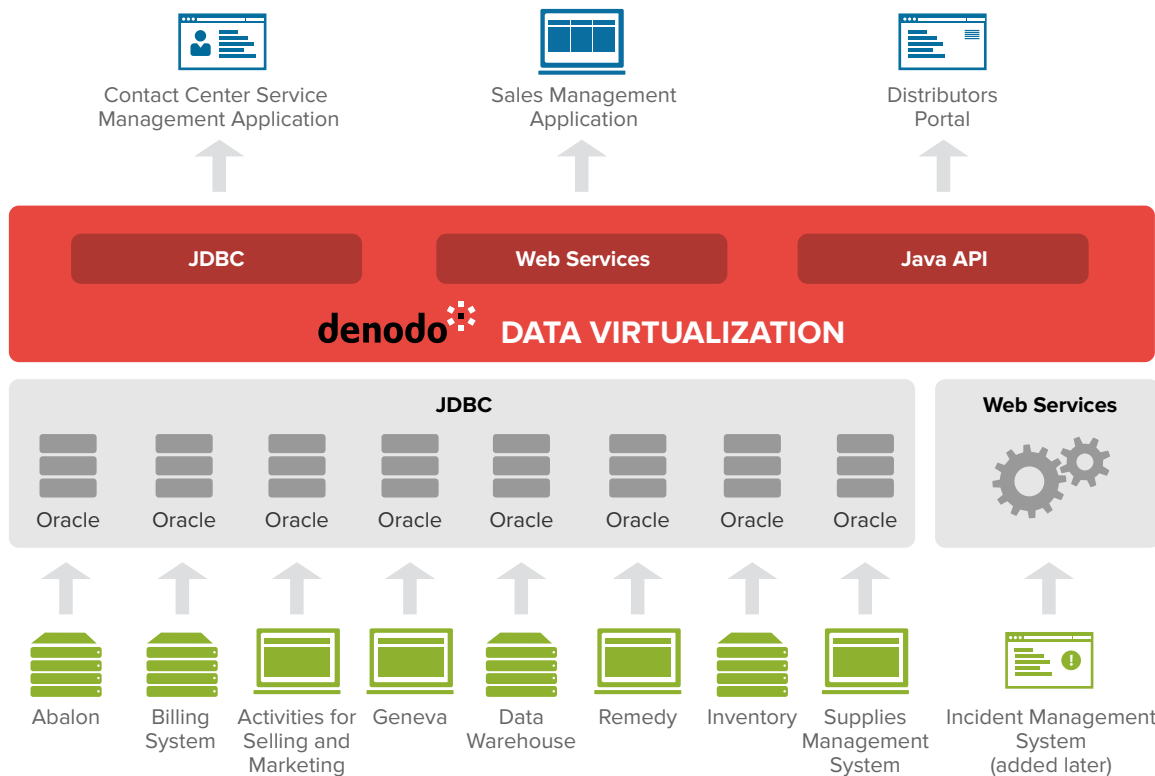 Contact Center Service
Management Application
Sales Management
Application
Distributors
Portal
JDBC
Web Services
Java API
denodo DATA VIRTUALIZATION
JDBC
Web Services
Oracle
Oracle
Oracle
Oracle
Oracle
Oracle
Oracle
Oracle
!
Abalon
Billing
System
Activities for
Selling and
Marketing
Geneva
Data
Warehouse
Remedy
Inventory
Supplies
Management
System
Incident Management
System
(added later)